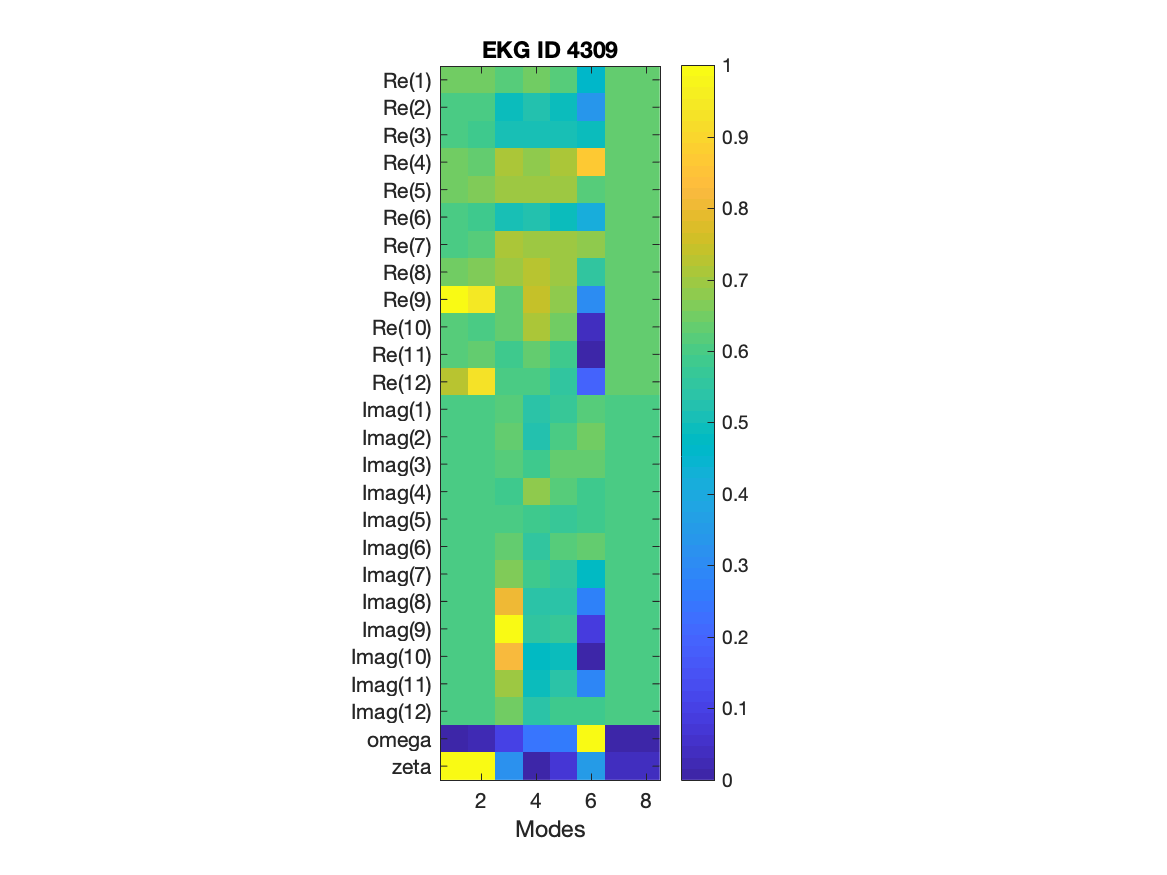 EKG ID 4309
Re(1)
Re(2)
Re(3)
Re(4)
Re(5)
Re(6)
Re(7)
Re(8)
Re(9)
Re(10)
Re(11)
Re(12)
Imag(1)
Imag(2)
Imag(3)
Imag(4)
Imag(5)
Imag(6)
Imag(7)
Imag(8)
Imag(9)
Imag(10)
Imag(11)
Imag(12)
omega
zeta
2 4 6 8
Modes
1
0.9
0.8
0.7
0.6
0.5
0.4
0.3
0.2
0.1
0